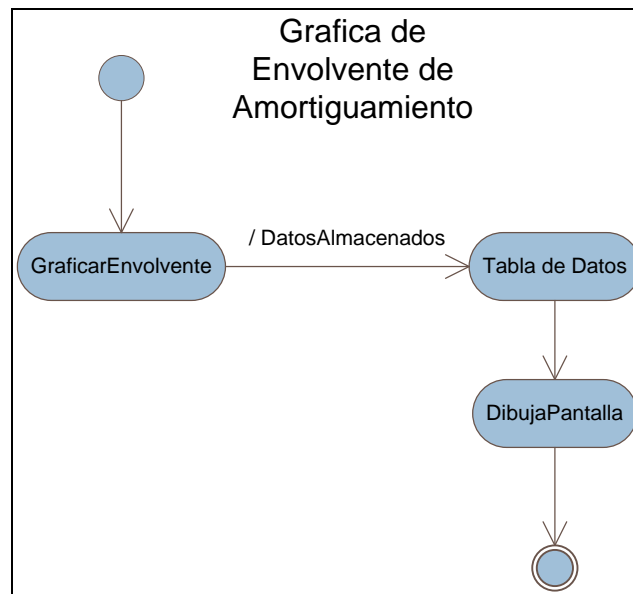 Grafica de
Envolvente de
Amortiguamiento
/ DatosAlmacenados
GraficarEnvolvente
Tabla de Datos
DibujaPantalla